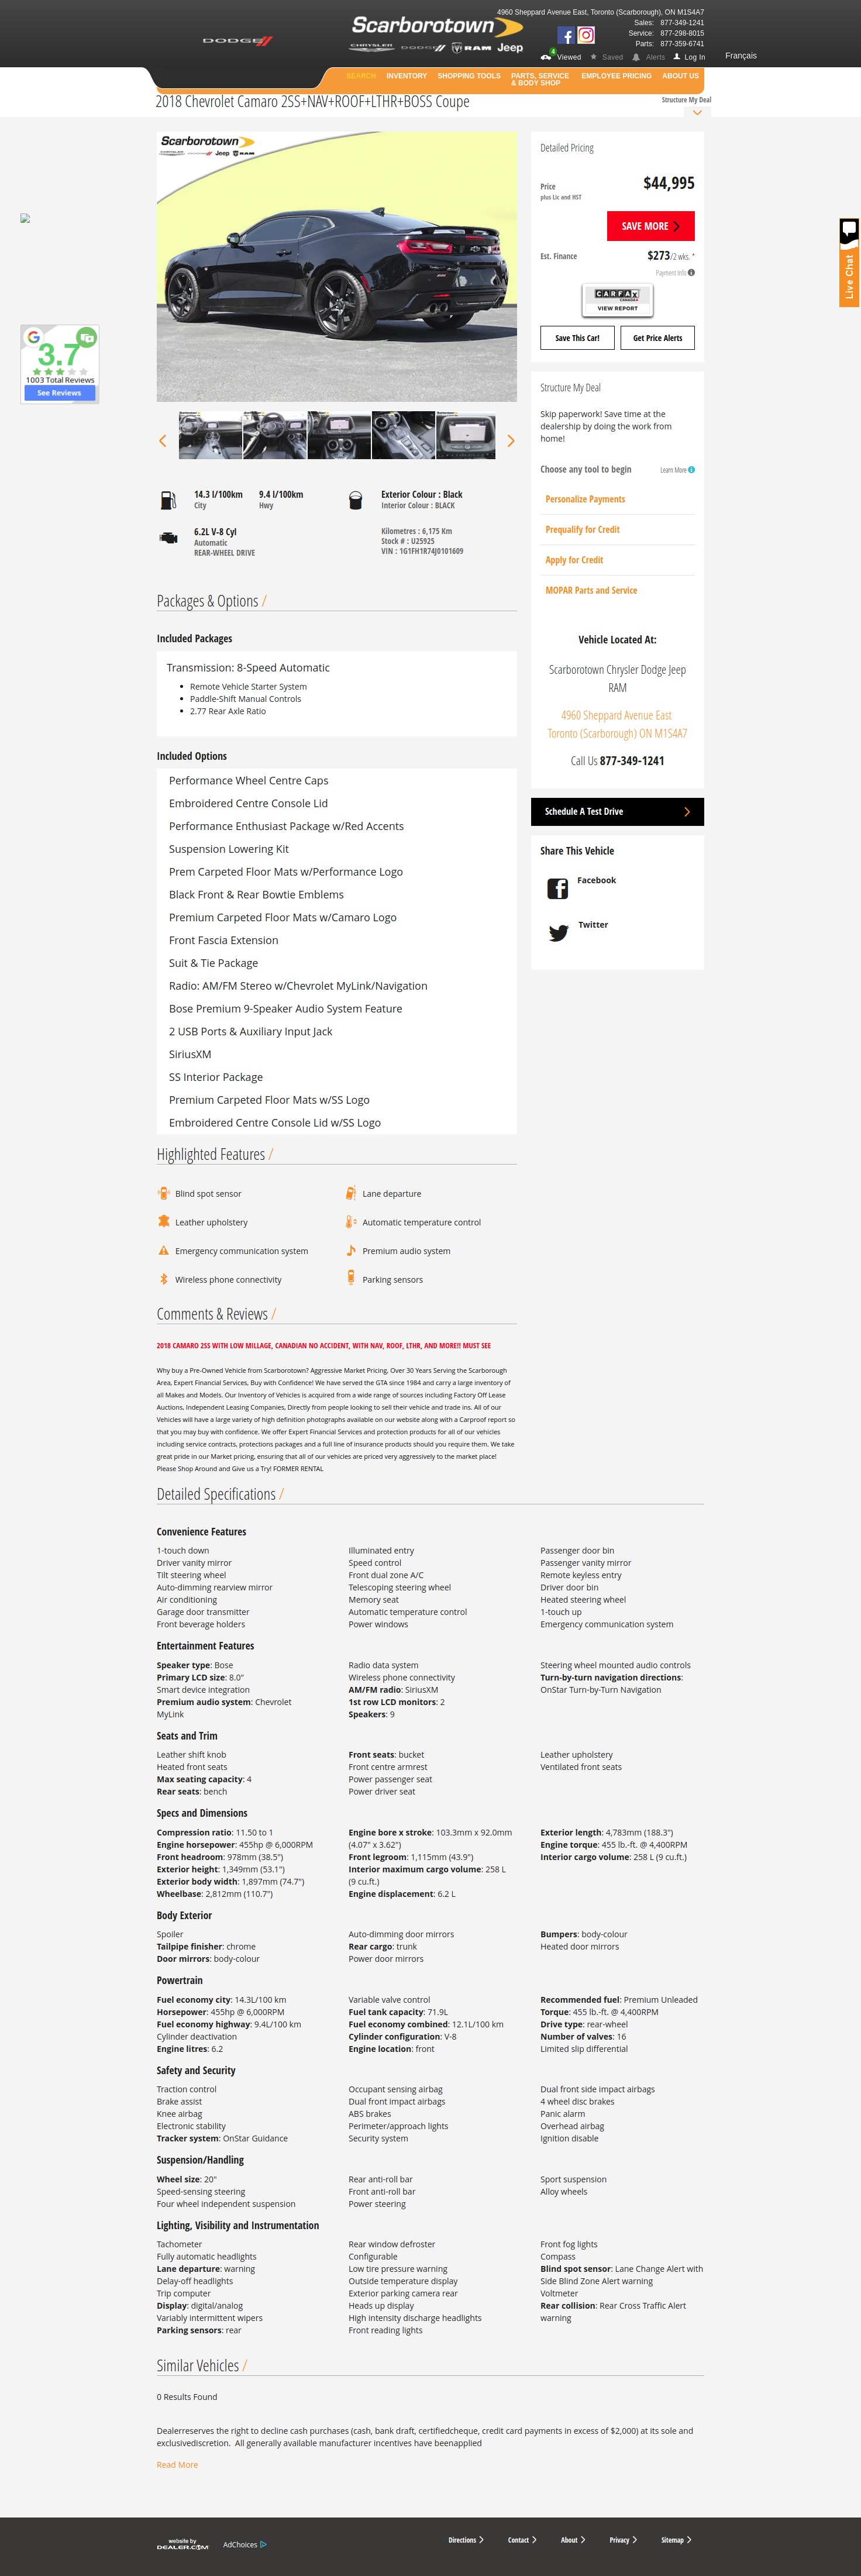 4960 Sheppard Avenue East, Toronto (Scarborough), ON M1S4A7
Sales: 877-349-1241
Service: 877-298-8015
Parts: 877-359-6741
DODGE
Scarborotown
CHRYSLER DODGE RAM Jeep
4 Viewed Saved Alerts Log In
Français
SEARCH INVENTORY SHOPPING TOOLS PARTS, SERVICE & BODY SHOP EMPLOYEE PRICING ABOUT US
2018 Chevrolet Camaro 2SS+NAV+ROOF+LTHR+BOSS Coupe
Structure My Deal
Scarborotown
CHRYSLER DODGE Jeep RAM
Detailed Pricing
Price $44,995
plus Lic and HST
SAVE MORE
Est. Finance $273/2 wks. *
Payment Info
CARFAX
CANADA
VIEW REPORT
Save This Car! Get Price Alerts
Live Chat
3.7
1003 Total Reviews
See Reviews
Structure My Deal
Skip paperwork! Save time at the
dealership by doing the work from
home!
Choose any tool to begin Learn More
Personalize Payments
Prequalify for Credit
Apply for Credit
MOPAR Parts and Service
Vehicle Located At:
Scarborotown Chrysler Dodge Jeep
RAM
4960 Sheppard Avenue East
Toronto (Scarborough) ON M1S4A7
Call Us 877-349-1241
Schedule A Test Drive
Share This Vehicle
Facebook
Twitter
14.3 l/100km 9.4 l/100km
City Hwy
Exterior Colour : Black
Interior Colour : BLACK
6.2L V-8 Cyl
Automatic
REAR-WHEEL DRIVE
Kilometres : 6,175 Km
Stock # : U25925
VIN : 1G1FH1R74J0101609
Packages & Options /
Included Packages
Transmission: 8-Speed Automatic
• Remote Vehicle Starter System
• Paddle-Shift Manual Controls
• 2.77 Rear Axle Ratio
Included Options
Performance Wheel Centre Caps
Embroidered Centre Console Lid
Performance Enthusiast Package w/Red Accents
Suspension Lowering Kit
Prem Carpeted Floor Mats w/Performance Logo
Black Front & Rear Bowtie Emblems
Premium Carpeted Floor Mats w/Camaro Logo
Front Fascia Extension
Suit & Tie Package
Radio: AM/FM Stereo w/Chevrolet MyLink/Navigation
Bose Premium 9-Speaker Audio System Feature
2 USB Ports & Auxiliary Input Jack
SiriusXM
SS Interior Package
Premium Carpeted Floor Mats w/SS Logo
Embroidered Centre Console Lid w/SS Logo
Highlighted Features /
Blind spot sensor Lane departure
Leather upholstery Automatic temperature control
Emergency communication system Premium audio system
Wireless phone connectivity Parking sensors
Comments & Reviews /
2018 CAMARO 2SS WITH LOW MILLAGE, CANADIAN NO ACCIDENT, WITH NAV, ROOF, LTHR, AND MORE!! MUST SEE
Why buy a Pre-Owned Vehicle from Scarborotown? Aggressive Market Pricing, Over 30 Years Serving the Scarborough
Area, Expert Financial Services, Buy with Confidence! We have served the GTA since 1984 and carry a large inventory of
all Makes and Models. Our Inventory of Vehicles is acquired from a wide range of sources including Factory Off Lease
Auctions, Independent Leasing Companies, Directly from people looking to sell their vehicle and trade ins. All of our
Vehicles will have a large variety of high definition photographs available on our website along with a Carproof report so
that you may buy with confidence. We offer Expert Financial Services and protection products for all of our vehicles
including service contracts, protections packages and a full line of insurance products should you require them. We take
great pride in our Market pricing, ensuring that all of our vehicles are priced very aggressively to the market place!
Please Shop Around and Give us a Try! FORMER RENTAL
Detailed Specifications /
Convenience Features
1-touch down
Driver vanity mirror
Tilt steering wheel
Auto-dimming rearview mirror
Air conditioning
Garage door transmitter
Front beverage holders
Illuminated entry
Speed control
Front dual zone A/C
Telescoping steering wheel
Memory seat
Automatic temperature control
Power windows
Passenger door bin
Passenger vanity mirror
Remote keyless entry
Driver door bin
Heated steering wheel
1-touch up
Emergency communication system
Entertainment Features
Speaker type: Bose
Primary LCD size: 8.0"
Smart device integration
Premium audio system: Chevrolet
MyLink
Radio data system
Wireless phone connectivity
AM/FM radio: SiriusXM
1st row LCD monitors: 2
Speakers: 9
Steering wheel mounted audio controls
Turn-by-turn navigation directions:
OnStar Turn-by-Turn Navigation
Seats and Trim
Leather shift knob
Heated front seats
Max seating capacity: 4
Rear seats: bench
Front seats: bucket
Front centre armrest
Power passenger seat
Power driver seat
Leather upholstery
Ventilated front seats
Specs and Dimensions
Compression ratio: 11.50 to 1
Engine horsepower: 455hp @ 6,000RPM
Front headroom: 978mm (38.5")
Exterior height: 1,349mm (53.1")
Exterior body width: 1,897mm (74.7")
Wheelbase: 2,812mm (110.7")
Engine bore x stroke: 103.3mm x 92.0mm
(4.07" x 3.62")
Front legroom: 1,115mm (43.9")
Interior maximum cargo volume: 258 L
(9 cu.ft.)
Engine displacement: 6.2 L
Exterior length: 4,783mm (188.3")
Engine torque: 455 lb.-ft. @ 4,400RPM
Interior cargo volume: 258 L (9 cu.ft.)
Body Exterior
Spoiler
Tailpipe finisher: chrome
Door mirrors: body-colour
Auto-dimming door mirrors
Rear cargo: trunk
Power door mirrors
Bumpers: body-colour
Heated door mirrors
Powertrain
Fuel economy city: 14.3L/100 km
Horsepower: 455hp @ 6,000RPM
Fuel economy highway: 9.4L/100 km
Cylinder deactivation
Engine litres: 6.2
Variable valve control
Fuel tank capacity: 71.9L
Fuel economy combined: 12.1L/100 km
Cylinder configuration: V-8
Engine location: front
Recommended fuel: Premium Unleaded
Torque: 455 lb.-ft. @ 4,400RPM
Drive type: rear-wheel
Number of valves: 16
Limited slip differential
Safety and Security
Traction control
Brake assist
Knee airbag
Electronic stability
Tracker system: OnStar Guidance
Occupant sensing airbag
Dual front impact airbags
ABS brakes
Perimeter/approach lights
Security system
Dual front side impact airbags
4 wheel disc brakes
Panic alarm
Overhead airbag
Ignition disable
Suspension/Handling
Wheel size: 20"
Speed-sensing steering
Four wheel independent suspension
Rear anti-roll bar
Front anti-roll bar
Power steering
Sport suspension
Alloy wheels
Lighting, Visibility and Instrumentation
Tachometer
Fully automatic headlights
Lane departure: warning
Delay-off headlights
Trip computer
Display: digital/analog
Variably intermittent wipers
Parking sensors: rear
Rear window defroster
Configurable
Low tire pressure warning
Outside temperature display
Exterior parking camera rear
Heads up display
High intensity discharge headlights
Front reading lights
Front fog lights
Compass
Blind spot sensor: Lane Change Alert with
Side Blind Zone Alert warning
Voltmeter
Rear collision: Rear Cross Traffic Alert
warning
Similar Vehicles /
0 Results Found
Dealerreserves the right to decline cash purchases (cash, bank draft, certifiedcheque, credit card payments in excess of $2,000) at its sole and
exclusivediscretion. All generally available manufacturer incentives have beenapplied
Read More
website by
DEALER.COM
AdChoices
Directions Contact About Privacy Sitemap